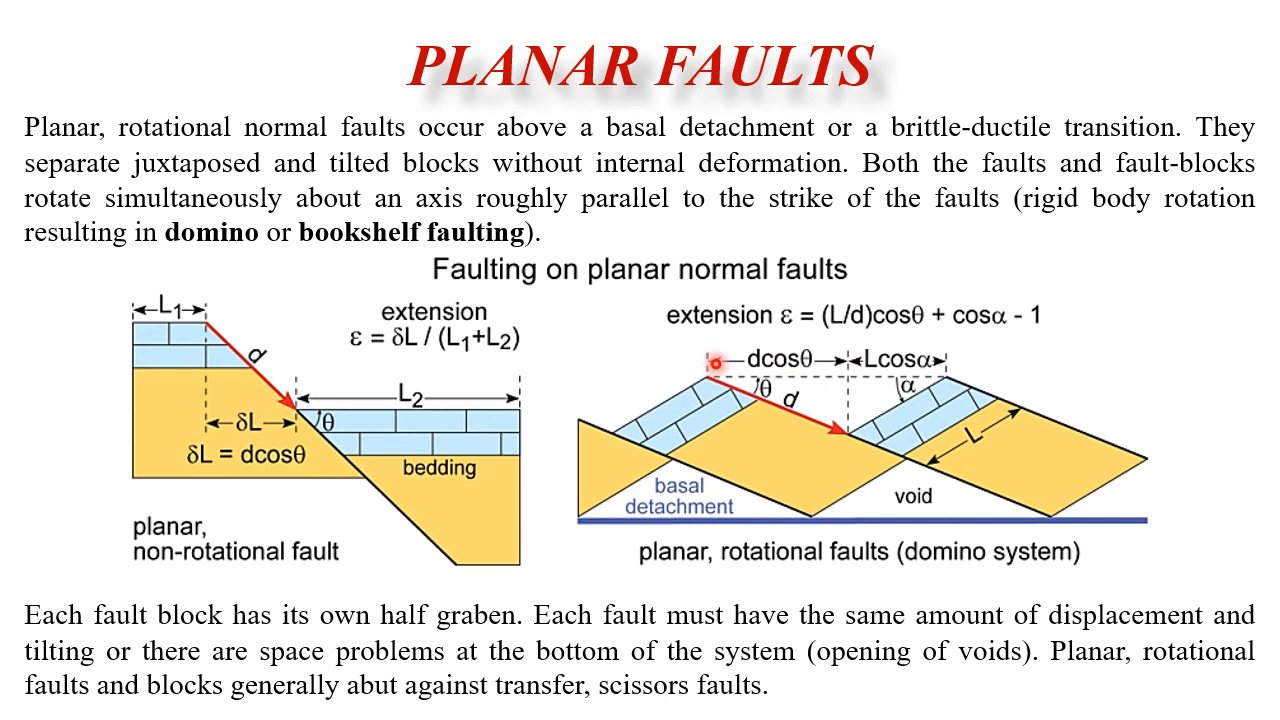 PLANAR FAULTS
Planar, rotational normal faults occur above a basal detachment or a brittle-ductile transition. They
separate juxtaposed and tilted blocks without internal deformation. Both the faults and fault-blocks
rotate simultaneously about an axis roughly parallel to the strike of the faults (rigid body rotation
resulting in domino or bookshelf faulting).
Faulting on planar normal faults
L₁
extension
ε = δL / (L₁+L₂)
d
L₂
δL
θ
δL = dcosθ
bedding
planar,
non-rotational fault
extension ε = (L/d)cosθ + cosα - 1
dcosθ
Lcosα
θ
d
α
L
basal
detachment
void
planar, rotational faults (domino system)
Each fault block has its own half graben. Each fault must have the same amount of displacement and
tilting or there are space problems at the bottom of the system (opening of voids). Planar, rotational
faults and blocks generally abut against transfer, scissors faults.